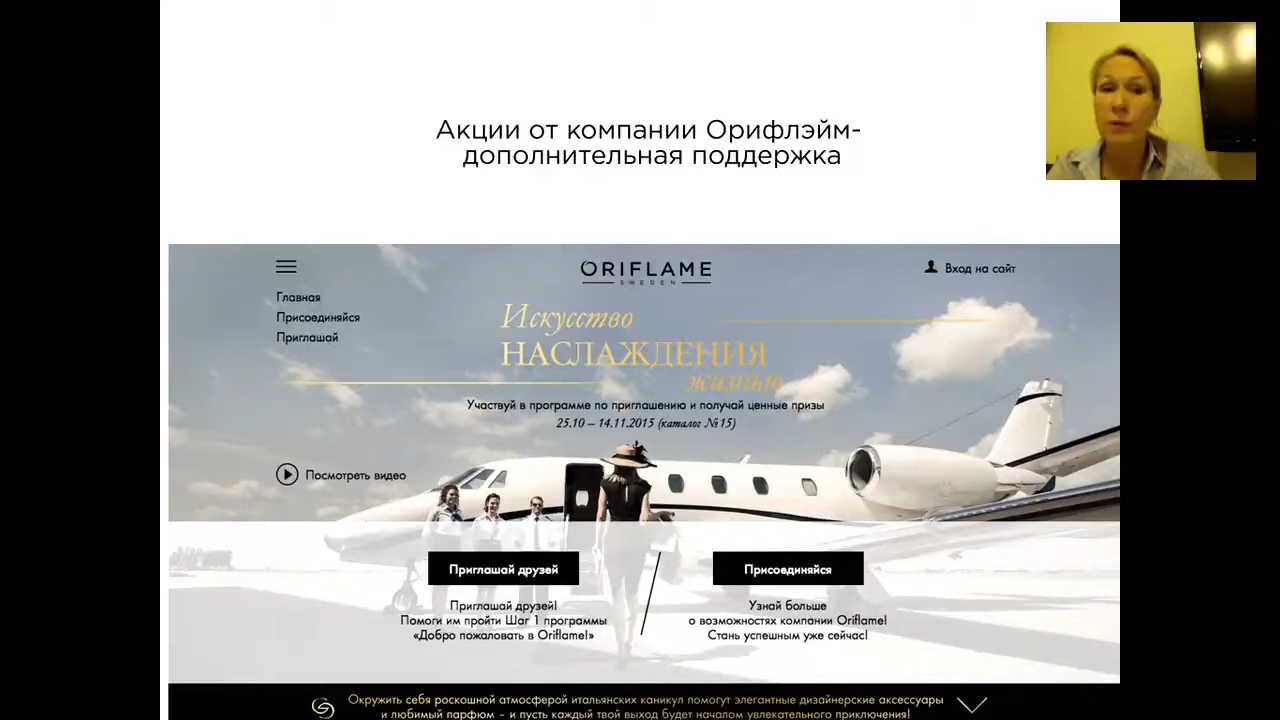 Акции от компании Орифлэйм-
дополнительная поддержка
ORIFLAME
SWEDEN
Вход на сайт
Главная
Присоединяйся
Приглашай
Искусство
НАСЛАЖДЕНИЯ
жизнью
Участвуй в программе по приглашению и получай ценные призы
25.10 – 14.11.2015 (каталог №15)
Посмотреть видео
Приглашай друзей
Приглашай друзей!
Помоги им пройти Шаг 1 программы
«Добро пожаловать в Oriflame!»
Присоединяйся
Узнай больше
о возможностях компании Oriflame!
Стань успешным уже сейчас!
Окружить себя роскошной атмосферой итальянских каникул помогут элегантные дизайнерские аксессуары
и любимый парфюм – и пусть каждый твой выход будет началом увлекательного приключения!